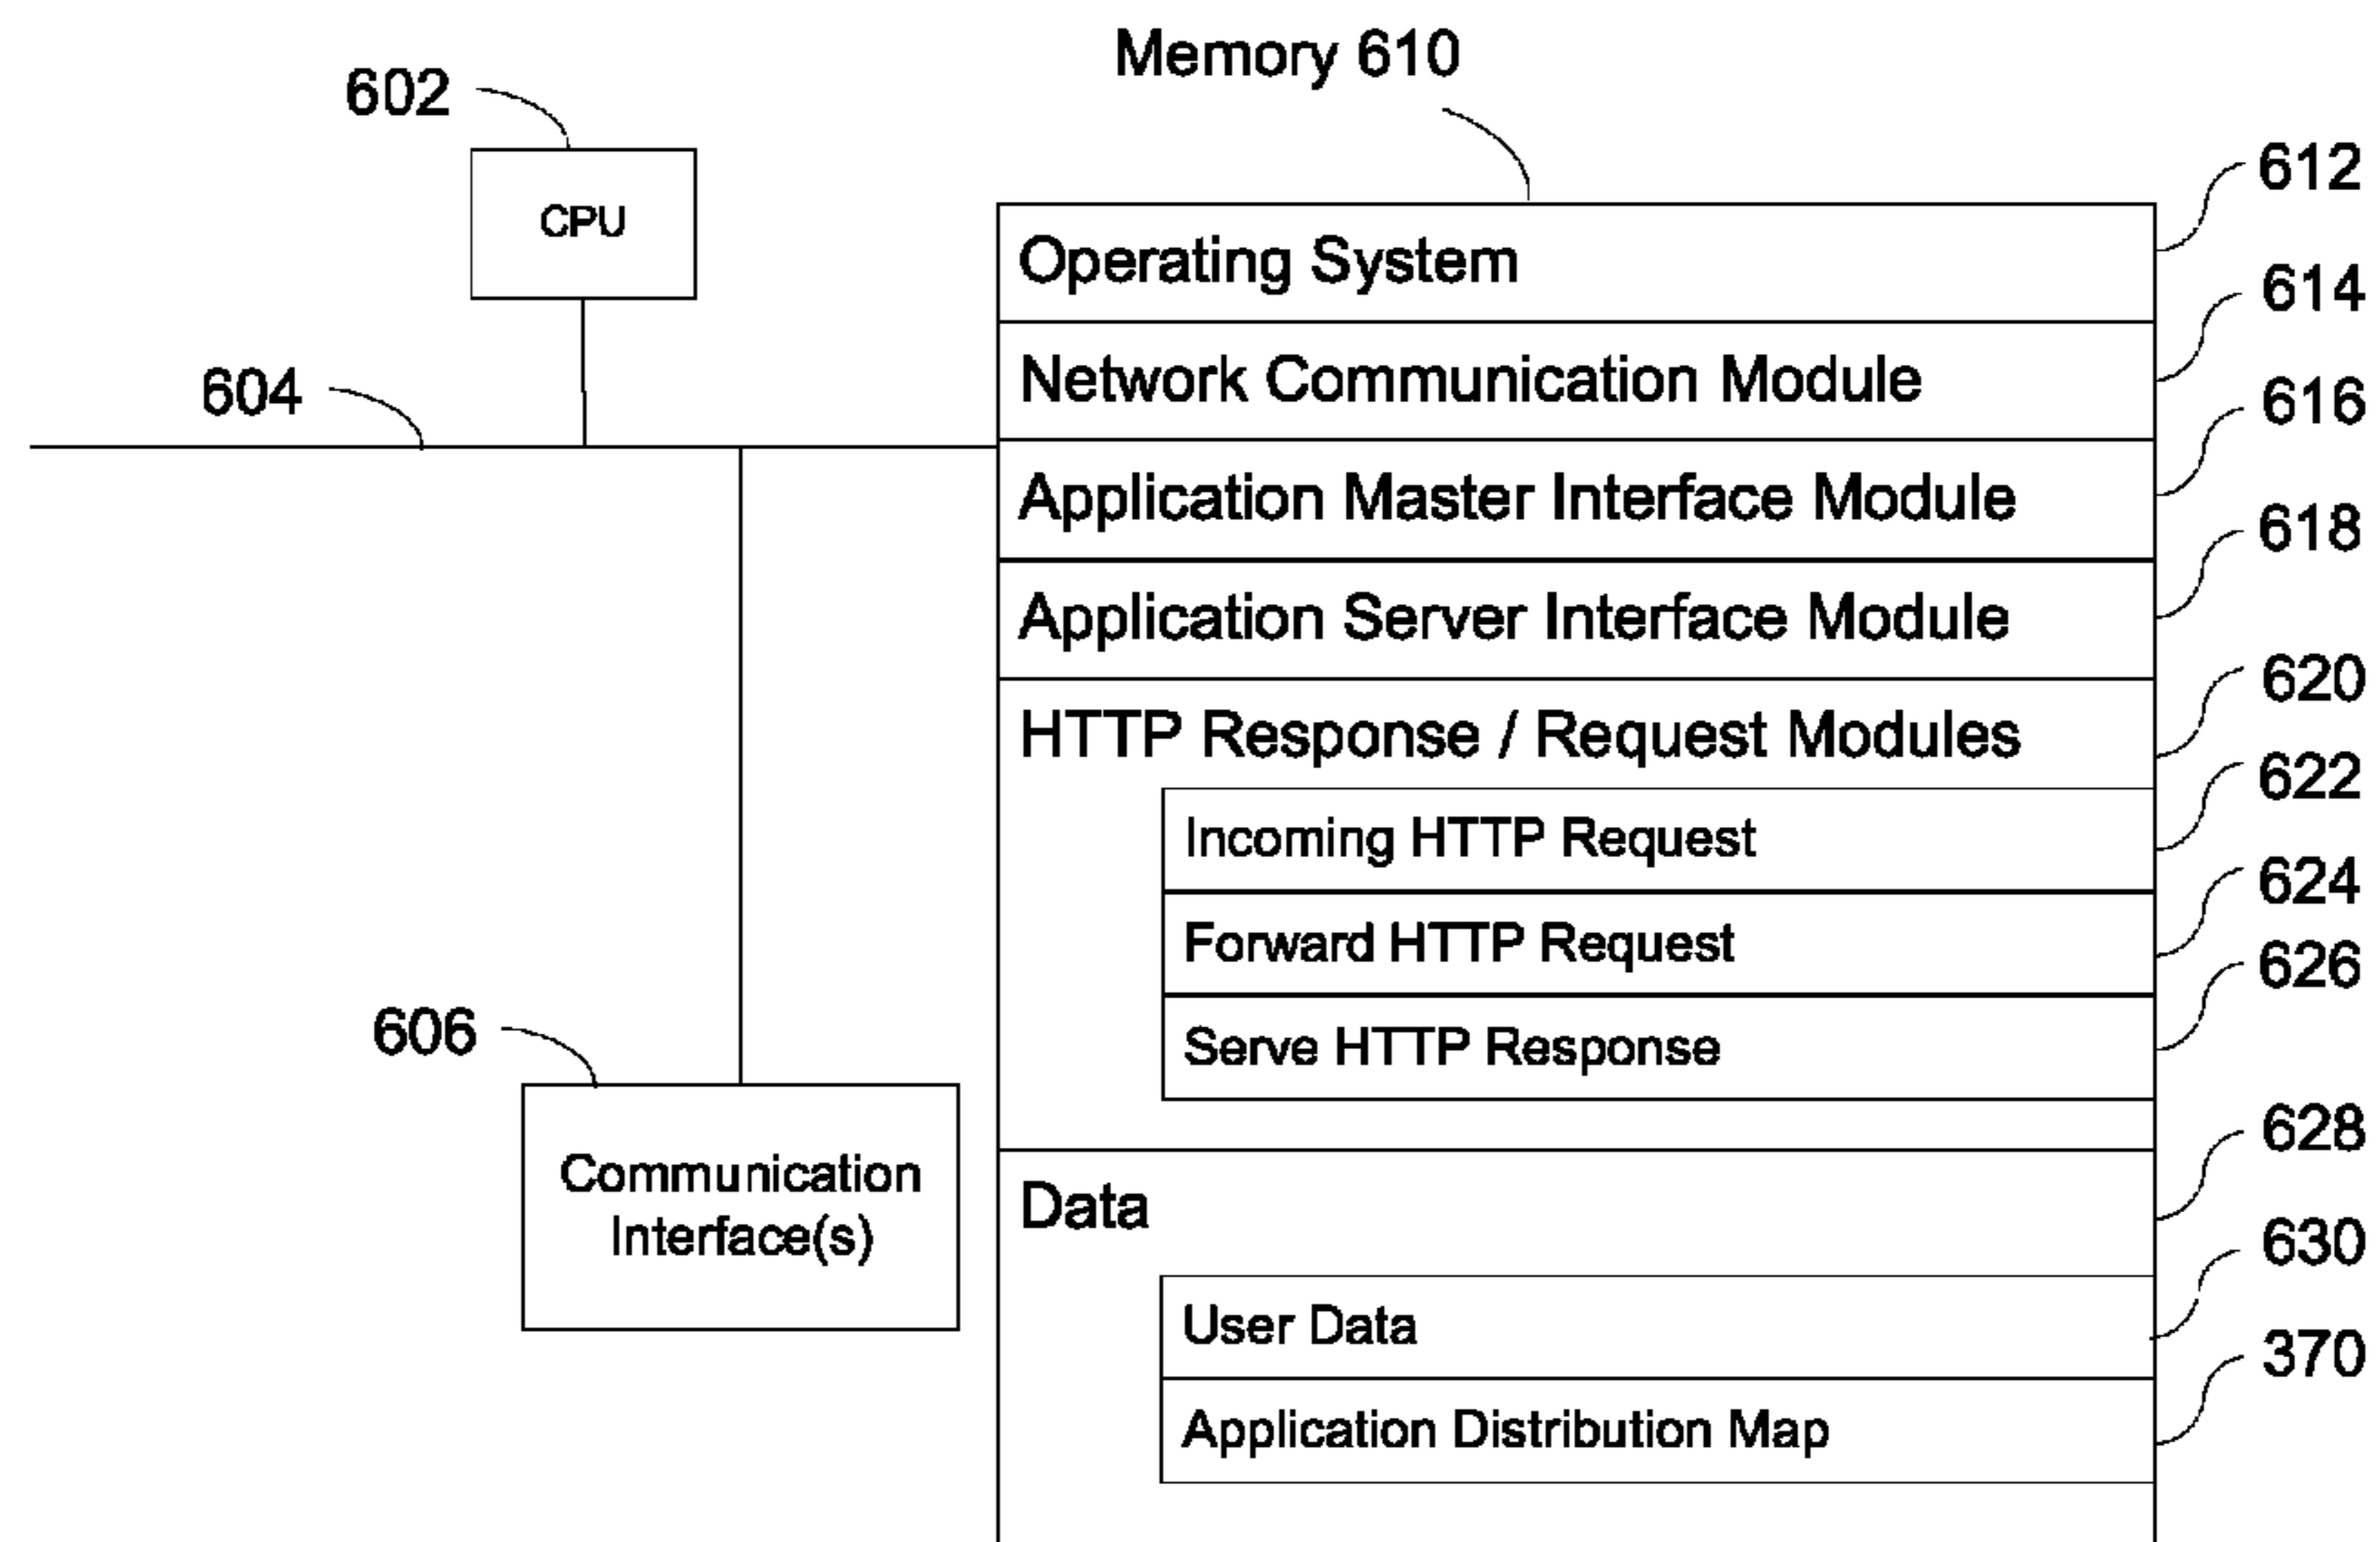 Memory 610
602
CPU
612
Operating System
614
Network Communication Module
604
616
Application Master Interface Module
618
Application Server Interface Module
620
HTTP Response / Request Modules
622
Incoming HTTP Request
624
Forward HTTP Request
626
Serve HTTP Response
606
Communication
Interface(s)
628
Data
630
User Data
370
Application Distribution Map